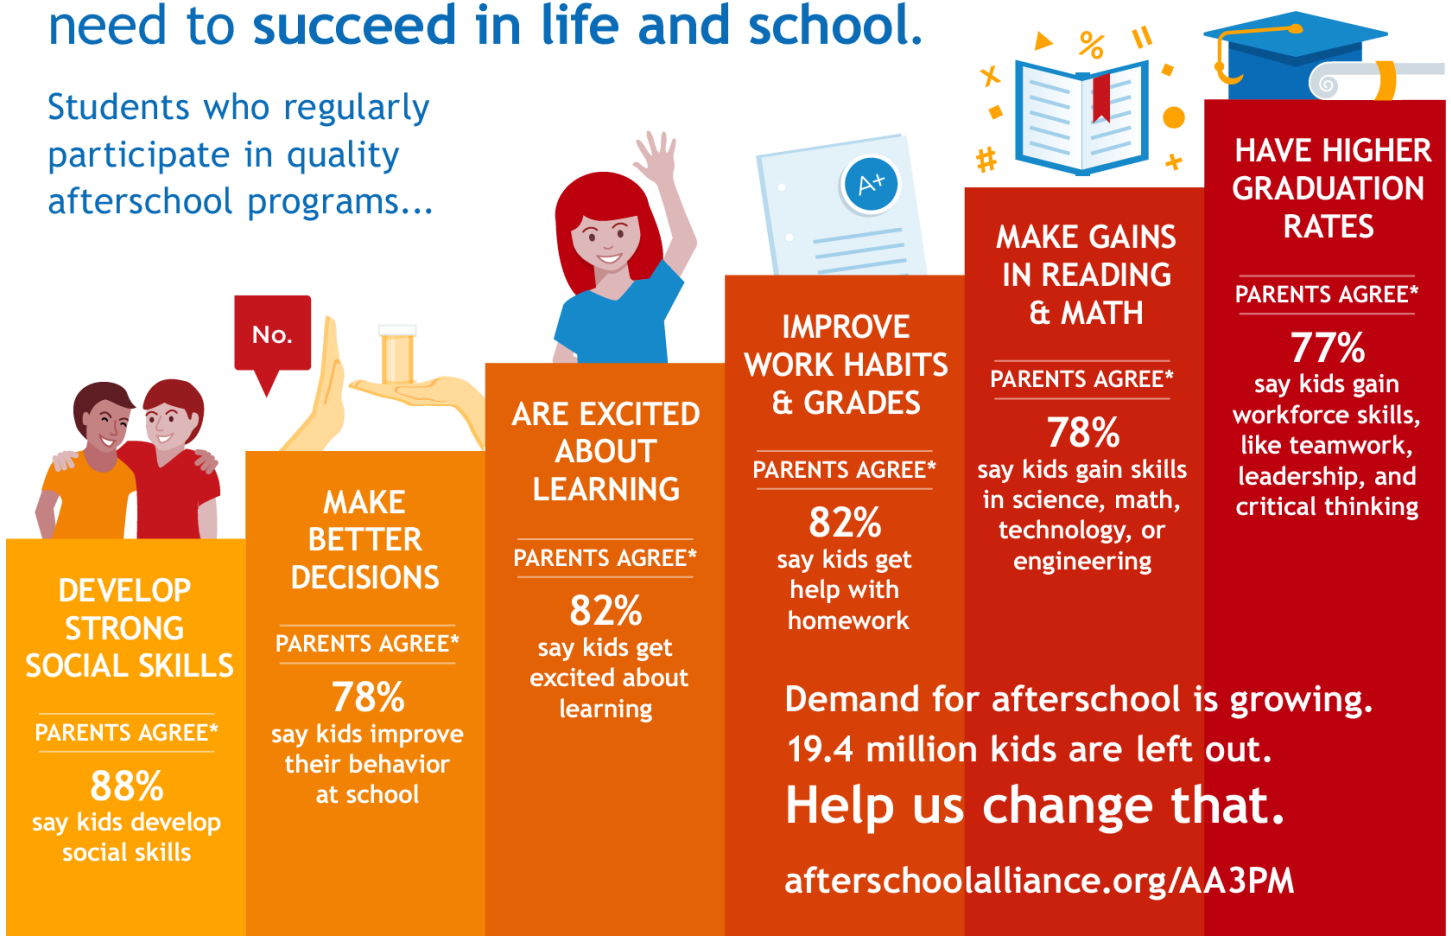 need to succeed in life and school.
Students who regularly
participate in quality
afterschool programs...
No.
A+
x
%
#
+
DEVELOP
STRONG
SOCIAL SKILLS
PARENTS AGREE*
88%
say kids develop
social skills
MAKE
BETTER
DECISIONS
PARENTS AGREE*
78%
say kids improve
their behavior
at school
ARE EXCITED
ABOUT
LEARNING
PARENTS AGREE*
82%
say kids get
excited about
learning
IMPROVE
WORK HABITS
& GRADES
PARENTS AGREE*
82%
say kids get
help with
homework
MAKE GAINS
IN READING
& MATH
PARENTS AGREE*
78%
say kids gain skills
in science, math,
technology, or
engineering
HAVE HIGHER
GRADUATION
RATES
PARENTS AGREE*
77%
say kids gain
workforce skills,
like teamwork,
leadership, and
critical thinking
Demand for afterschool is growing.
19.4 million kids are left out.
Help us change that.
afterschoolalliance.org/AA3PM